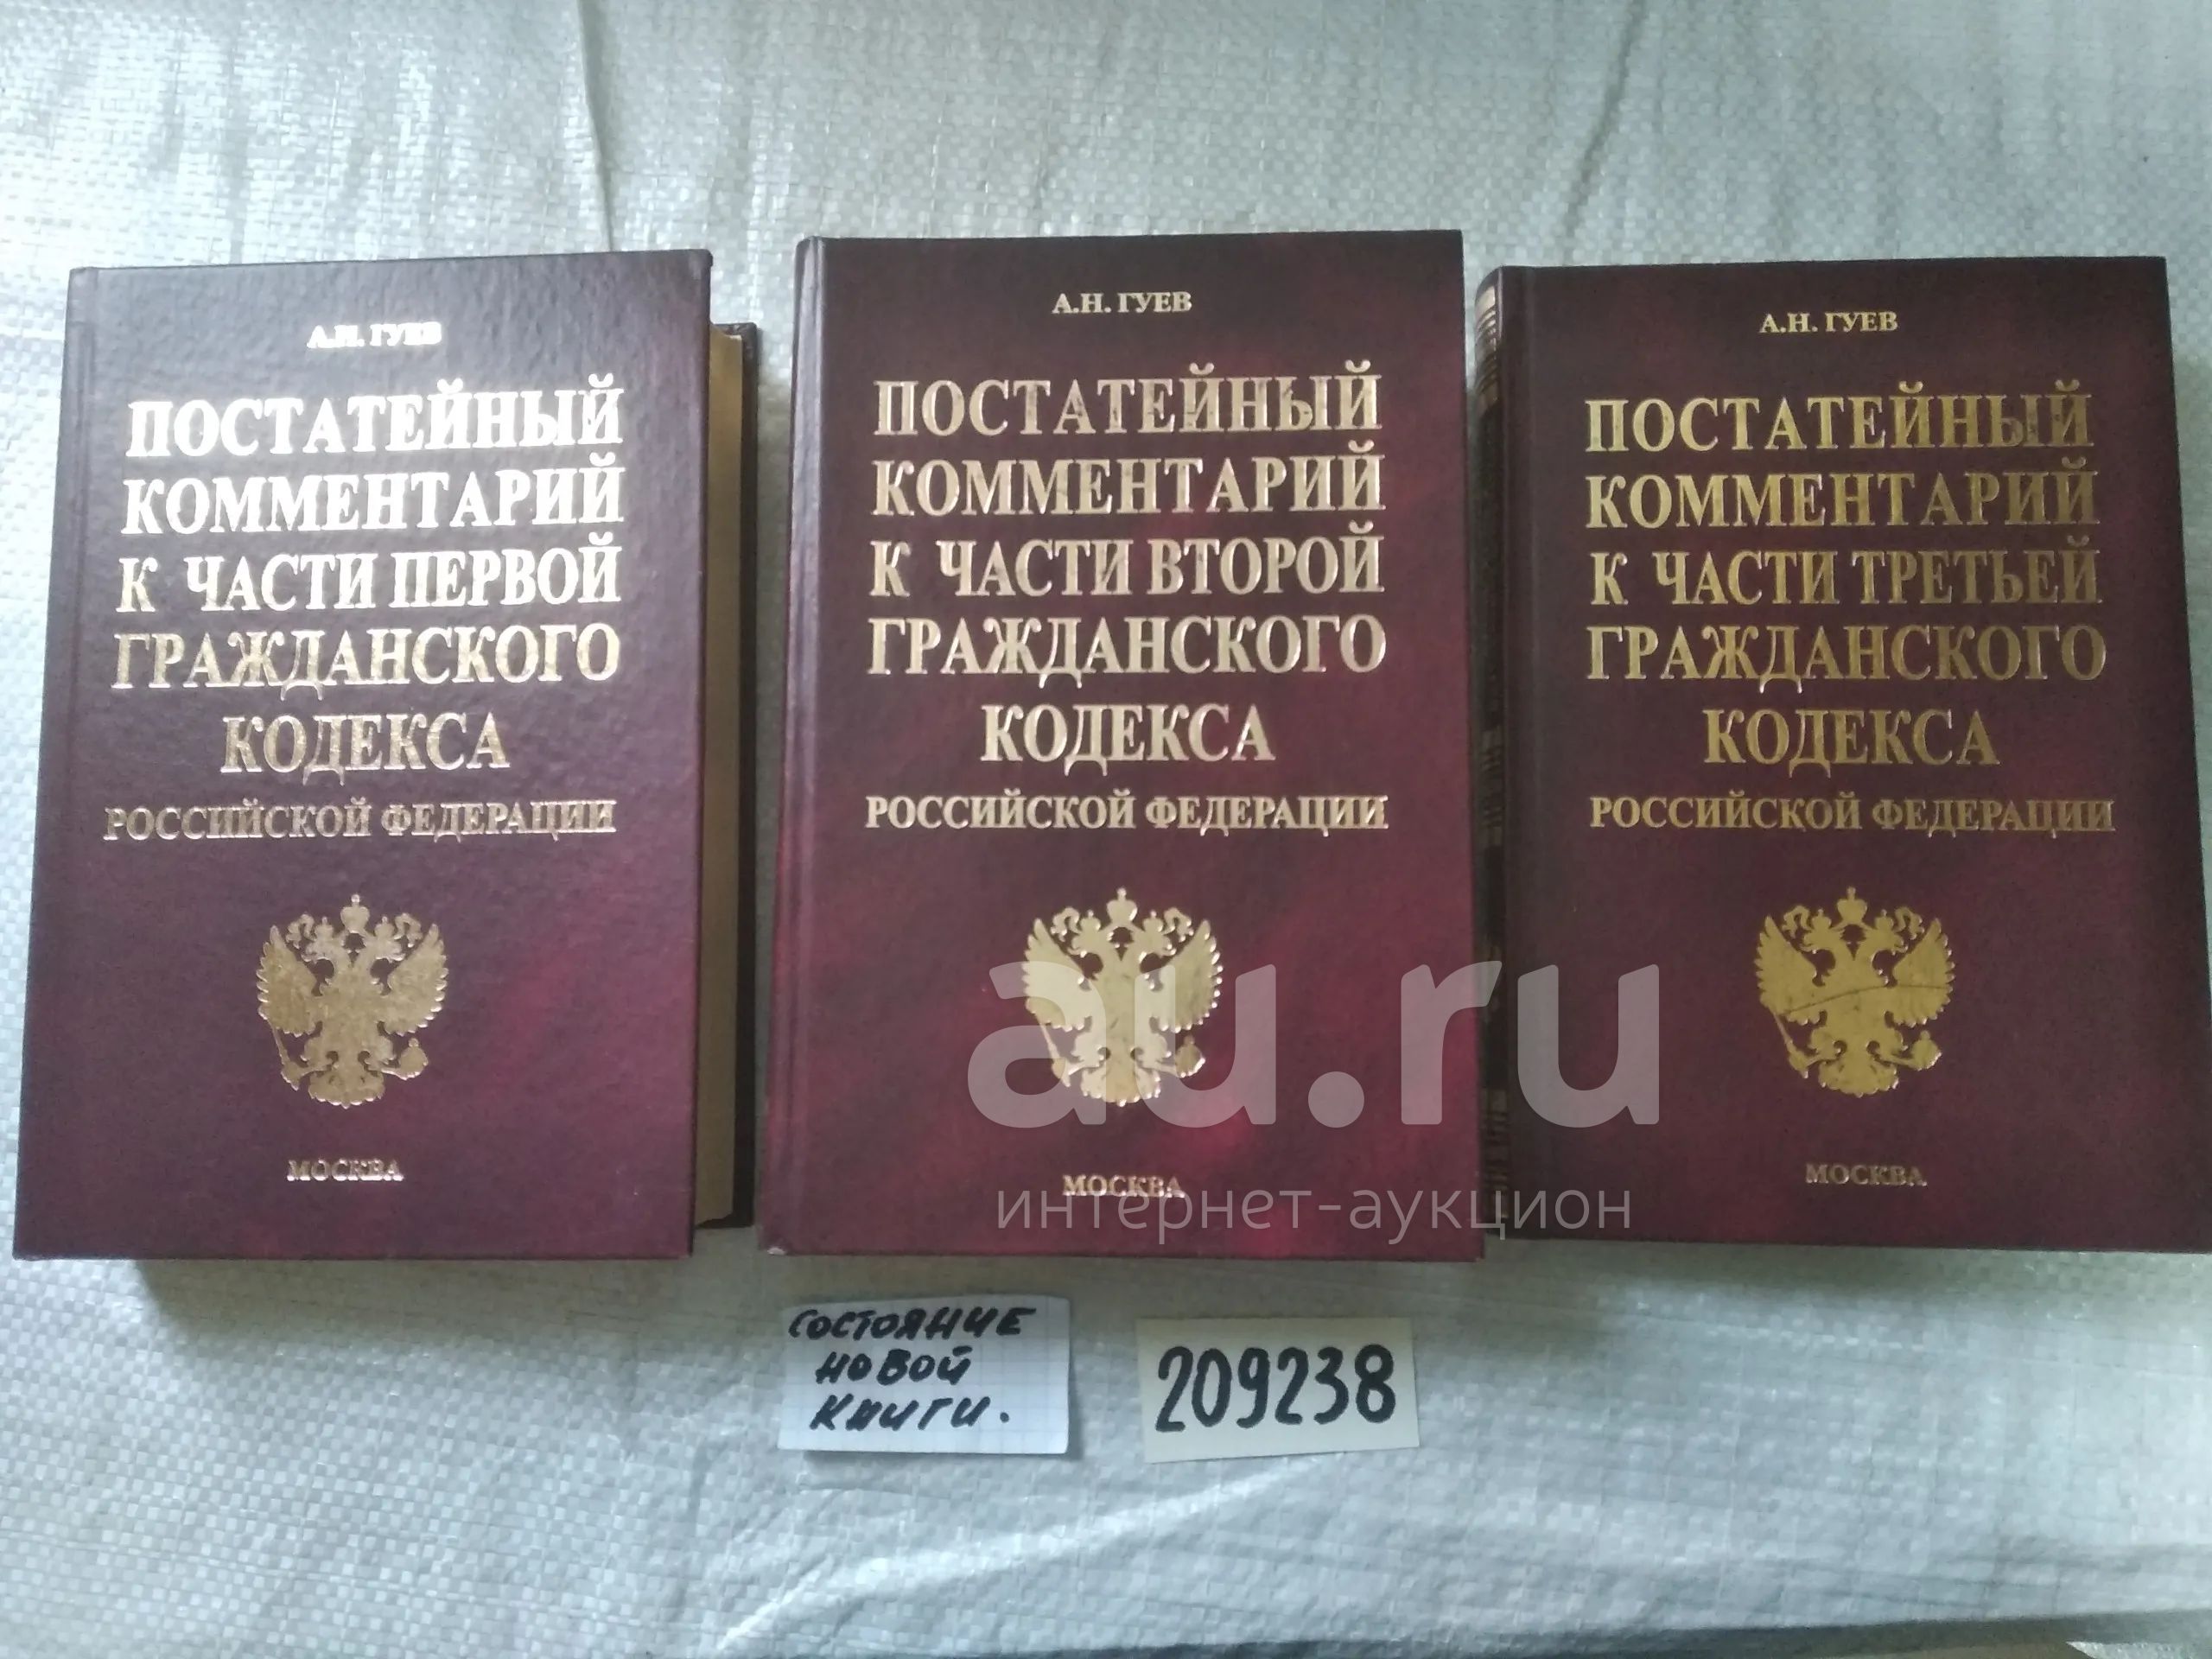 А.Н. ГУЕВ
ПОСТАТЕЙНЫЙ
КОММЕНТАРИЙ
К ЧАСТИ ПЕРВОЙ
ГРАЖДАНСКОГО
КОДЕКСА
РОССИЙСКОЙ ФЕДЕРАЦИИ
МОСКВА
А.Н. ГУЕВ
ПОСТАТЕЙНЫЙ
КОММЕНТАРИЙ
К ЧАСТИ ВТОРОЙ
ГРАЖДАНСКОГО
КОДЕКСА
РОССИЙСКОЙ ФЕДЕРАЦИИ
МОСКВА
А.Н. ГУЕВ
ПОСТАТЕЙНЫЙ
КОММЕНТАРИЙ
К ЧАСТИ ТРЕТЬЕЙ
ГРАЖДАНСКОГО
КОДЕКСА
РОССИЙСКОЙ ФЕДЕРАЦИИ
МОСКВА
au.ru
интернет-аукцион
СОСТОЯНИЕ
НОВОЙ
КНИГИ.
209238